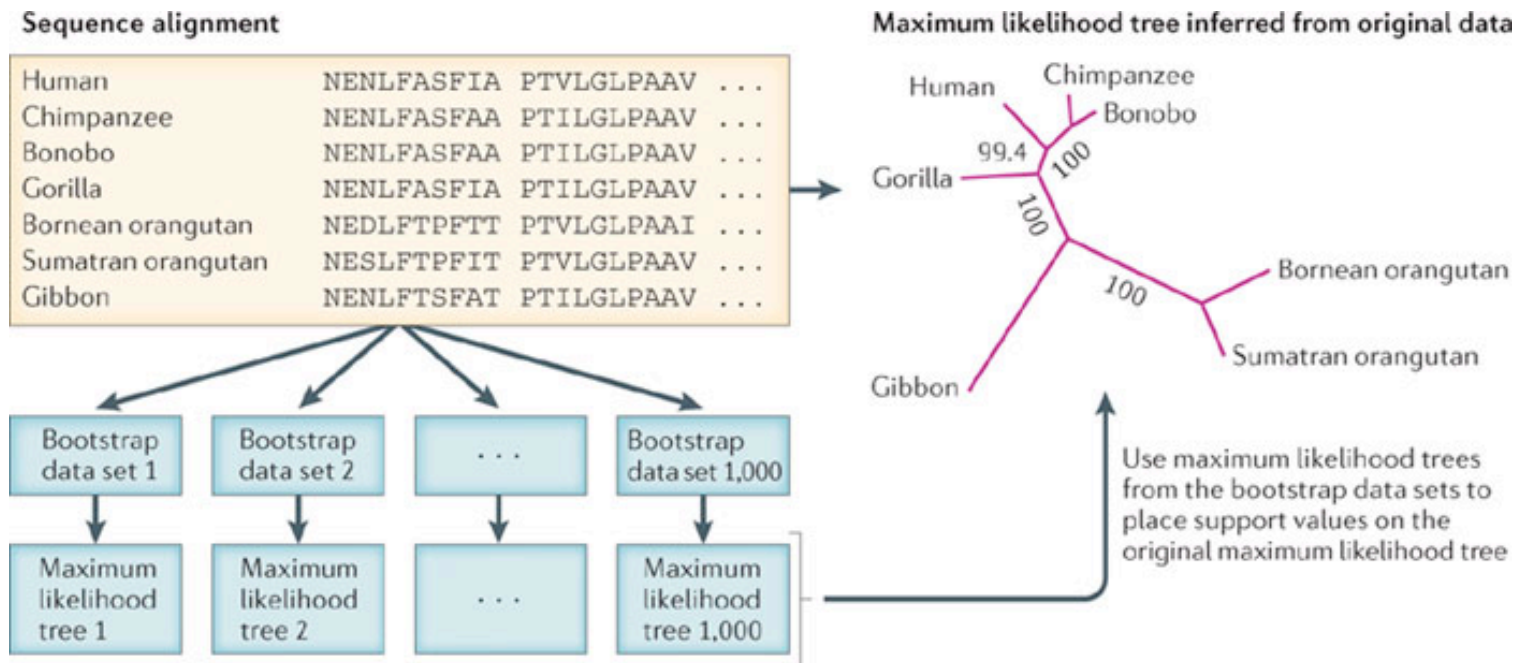 Sequence alignment
Human NENLFASFIA PTVLGLPAAV ...
Chimpanzee NENLFASFAA PTILGLPAAV ...
Bonobo NENLFASFAA PTILGLPAAV ...
Gorilla NENLFASFIA PTILGLPAAV ...
Bornean orangutan NEDLFTPFTT PTVLGLPAAI ...
Sumatran orangutan NESLFTPFIT PTVLGLPAAV ...
Gibbon NENLFTSFAT PTILGLPAAV ...
Bootstrap
data set 1
Bootstrap
data set 2
...
Bootstrap
data set 1,000
Maximum
likelihood
tree 1
Maximum
likelihood
tree 2
...
Maximum
likelihood
tree 1,000
Maximum likelihood tree inferred from original data
Chimpanzee
Human
Bonobo
99.4
100
Gorilla
100
100
Bornean orangutan
Sumatran orangutan
Gibbon
Use maximum likelihood trees
from the bootstrap data sets to
place support values on the
original maximum likelihood tree